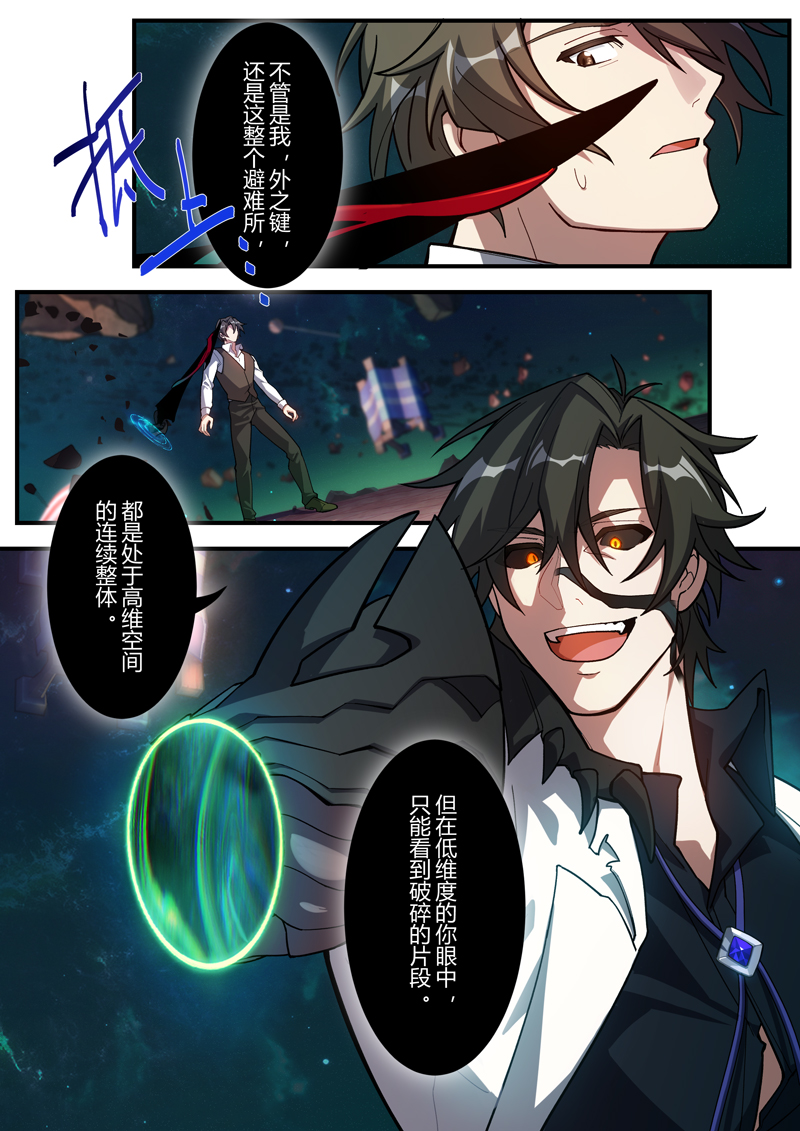 不管是我，外之键，
还是这整个避难所，
抵上…
都是处于高维空间
的连续整体。
但在低维度的你眼中，
只能看到破碎的片段。